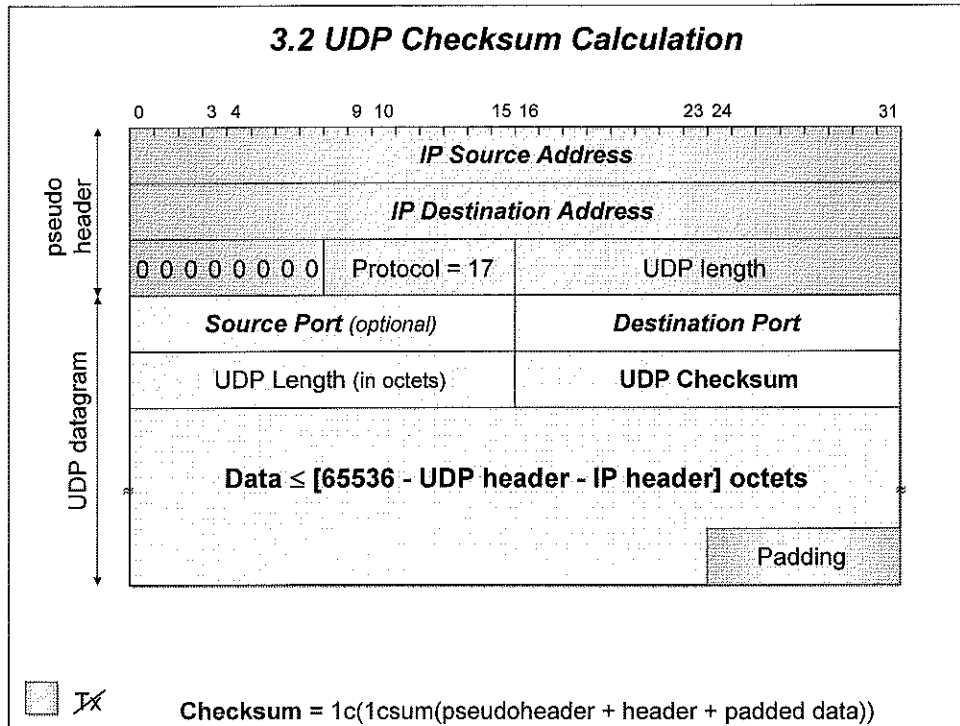 3.2 UDP Checksum Calculation
0 3 4 9 10 15 16 23 24 31
pseudo
header
IP Source Address
IP Destination Address
0 0 0 0 0 0 0 0 Protocol = 17 UDP length
UDP datagram
Source Port (optional) Destination Port
UDP Length (in octets) UDP Checksum
Data ≤ [65536 - UDP header - IP header] octets
Padding
Tx
Checksum = 1c(1csum(pseudoheader + header + padded data))